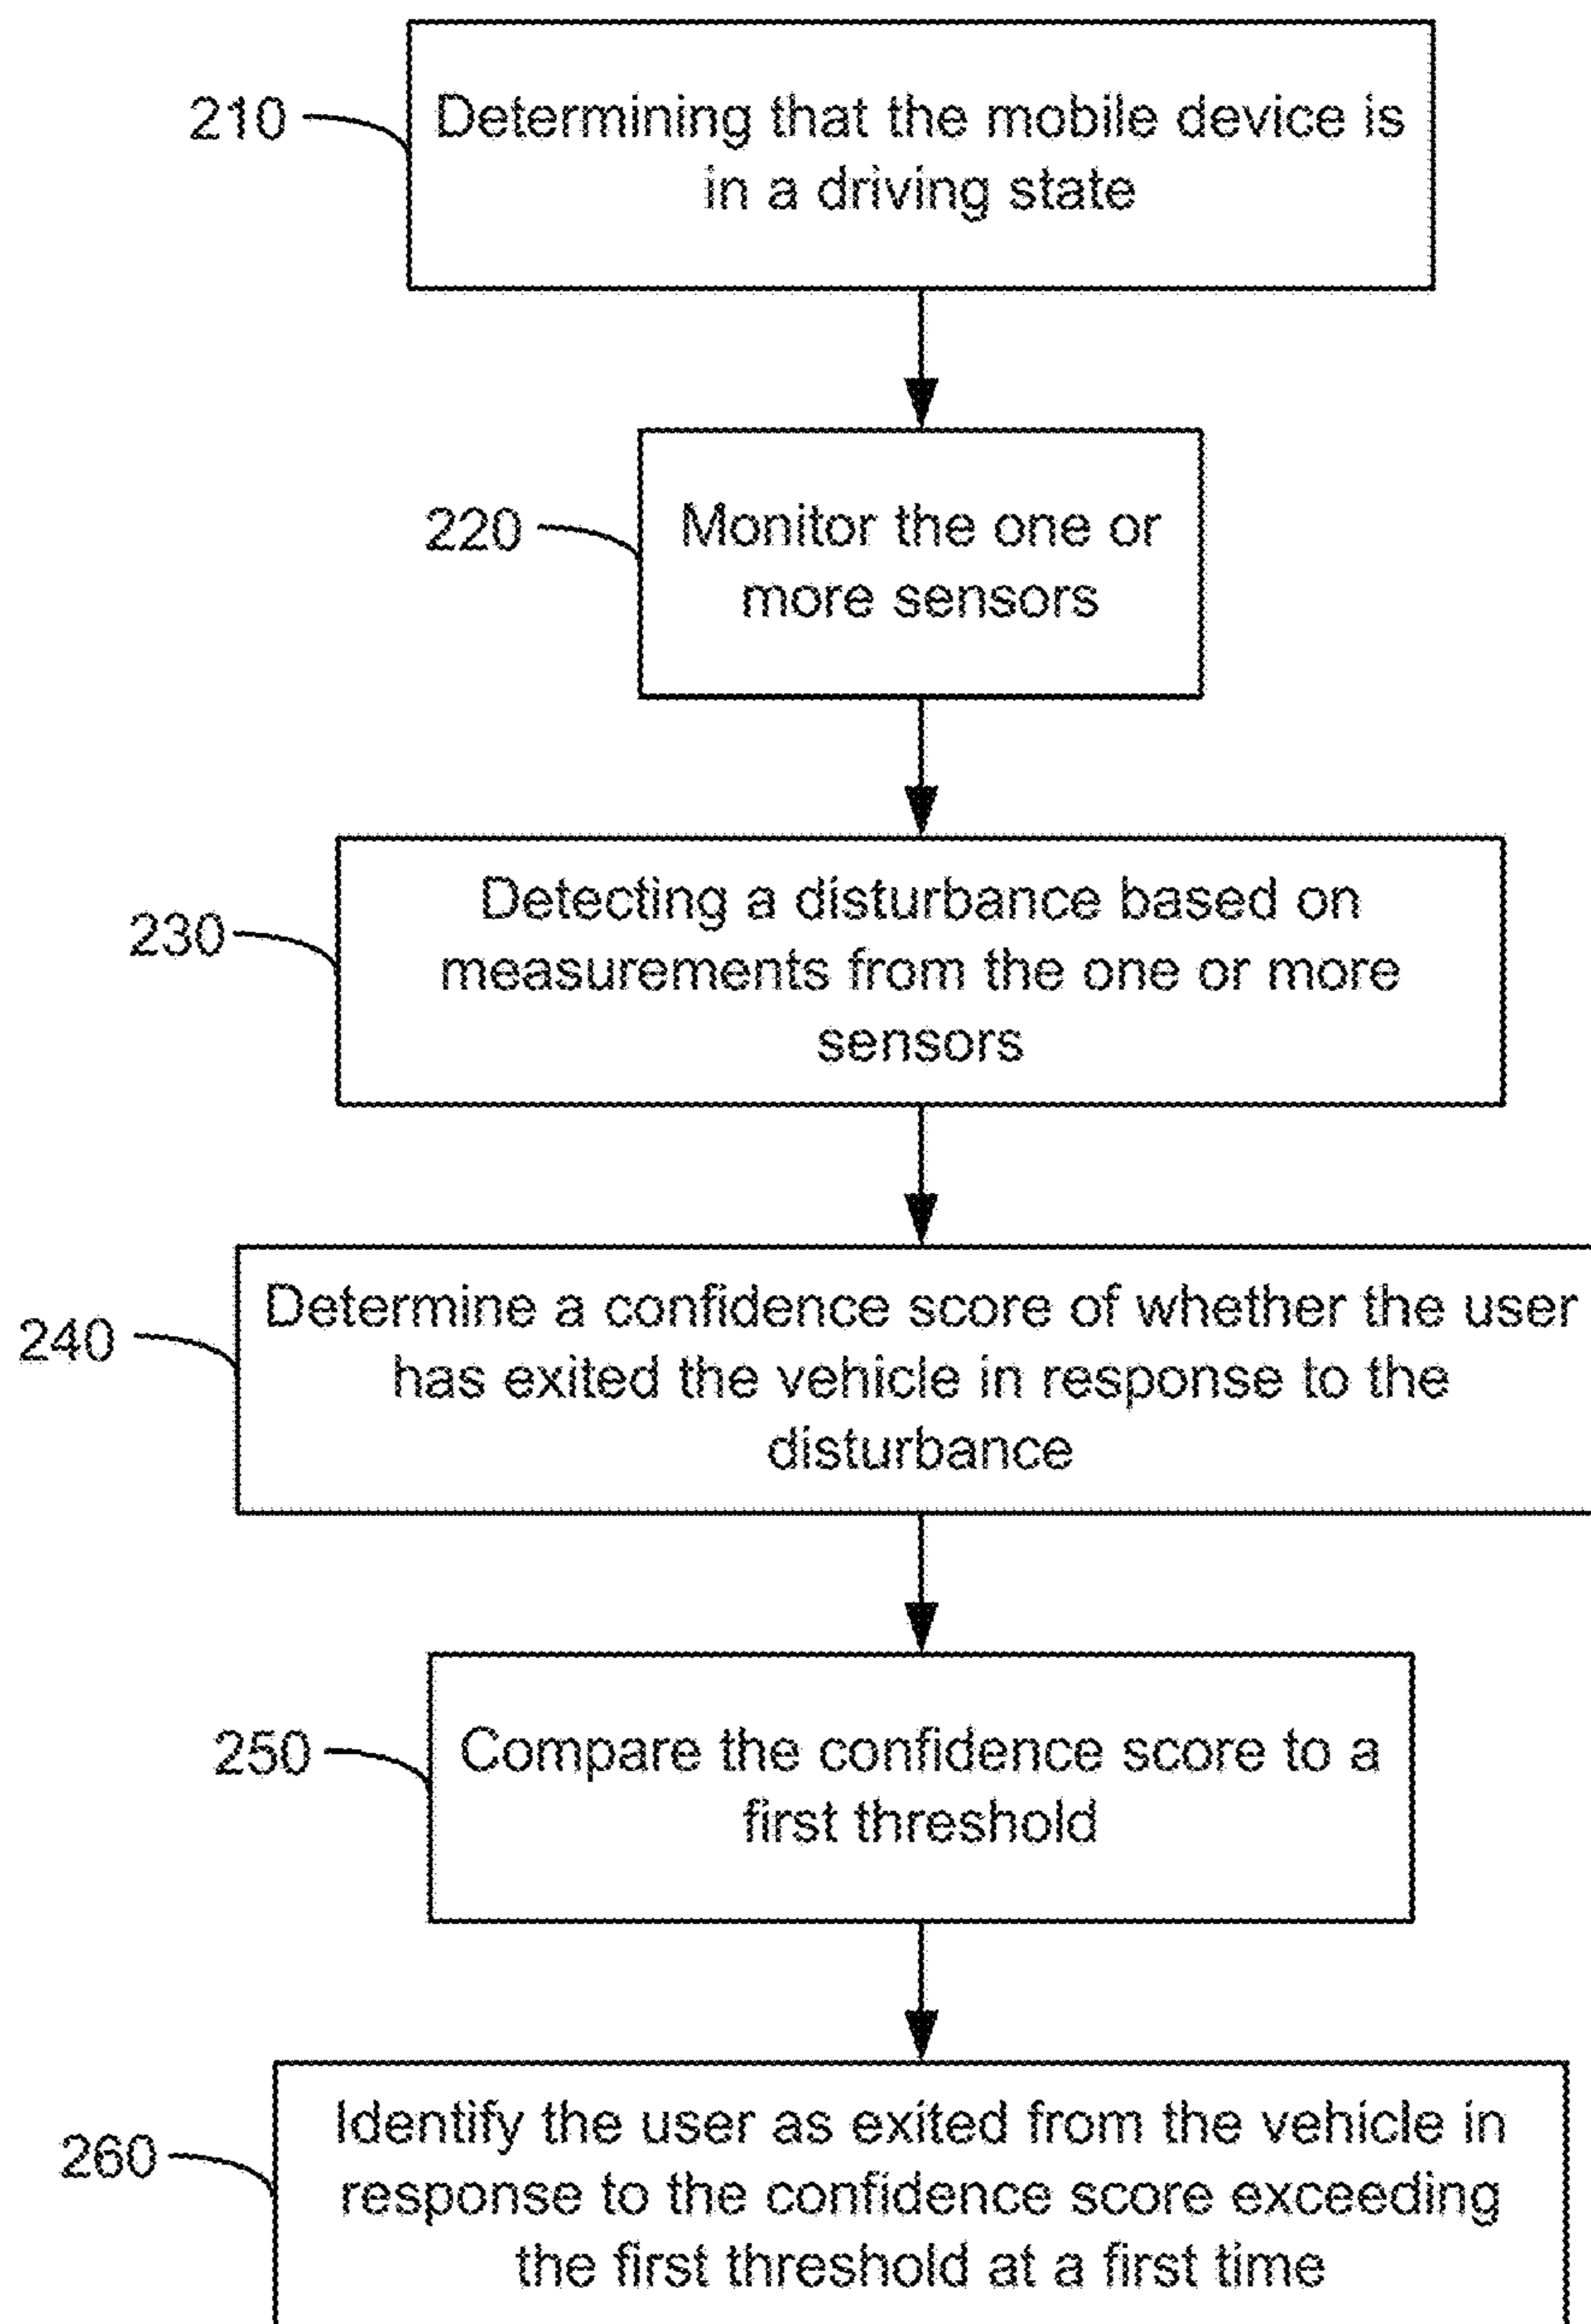 210
Determining that the mobile device is
in a driving state
220
Monitor the one or
more sensors
230
Detecting a disturbance based on
measurements from the one or more
sensors
240
Determine a confidence score of whether the user
has exited the vehicle in response to the
disturbance
250
Compare the confidence score to a
first threshold
260
Identify the user as exited from the vehicle in
response to the confidence score exceeding
the first threshold at a first time